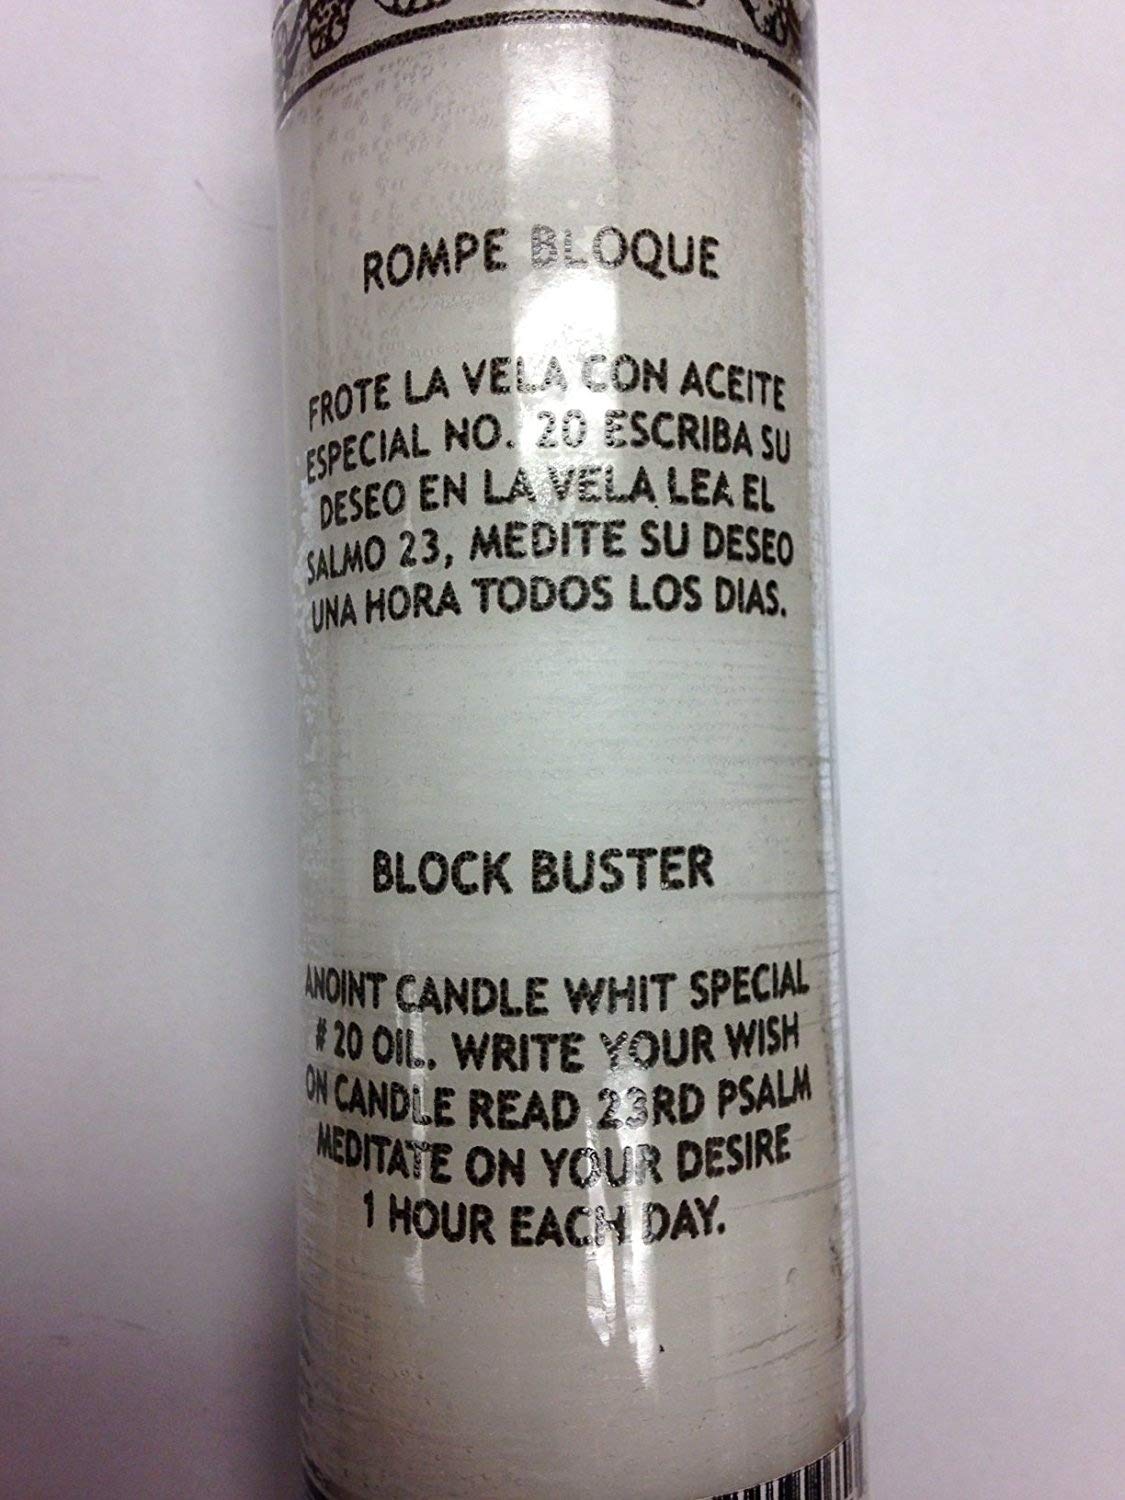 ROMPE BLOQUE
FROTE LA VELA CON ACEITE
ESPECIAL NO. 20 ESCRIBA SU
DESEO EN LA VELA LEA EL
SALMO 23, MEDITE SU DESEO
UNA HORA TODOS LOS DIAS.
BLOCK BUSTER
ANOINT CANDLE WHIT SPECIAL
# 20 OIL. WRITE YOUR WISH
ON CANDLE READ 23RD PSALM
MEDITATE ON YOUR DESIRE
1 HOUR EACH DAY.